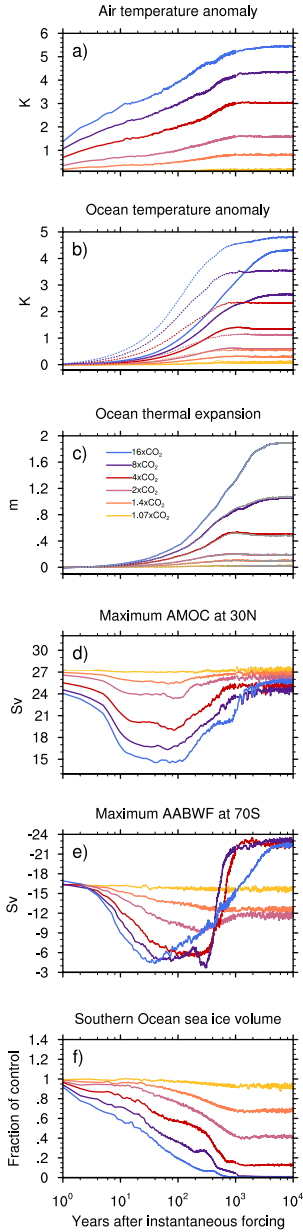 Air temperature anomaly
6
5
4
3
2
1
K
a)
Ocean temperature anomaly
5
4
3
2
1
0
K
b)
Ocean thermal expansion
2
1.6
1.2
.8
.4
0
m
c)
16xCO2
8xCO2
4xCO2
2xCO2
1.4xCO2
1.07xCO2
Maximum AMOC at 30N
30
27
24
21
18
15
Sv
d)
Maximum AABWF at 70S
-24
-21
-18
-15
-12
-9
-6
-3
Sv
e)
Southern Ocean sea ice volume
1.4
1.2
1
.8
.6
.4
.2
0
Fraction of control
f)
10^0 10^1 10^2 10^3 10^4
Years after instantaneous forcing